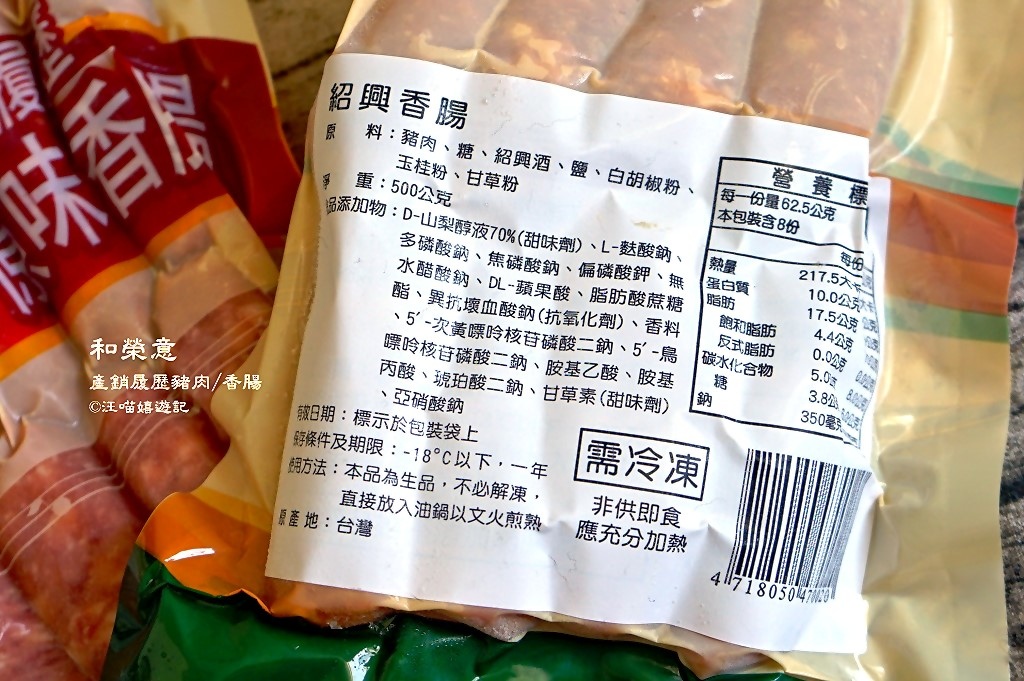 紹興香腸
原　料：豬肉、糖、紹興酒、鹽、白胡椒粉、
玉桂粉、甘草粉
淨　重：500公克
品添加物：D-山梨醇液70%(甜味劑)、L-麩酸鈉、
多磷酸鈉、焦磷酸鈉、偏磷酸鉀、無
水醋酸鈉、DL-蘋果酸、脂肪酸蔗糖
酯、異抗壞血酸鈉(抗氧化劑)、香料
、5′-次黃嘌呤核苷磷酸二鈉、5′-鳥
嘌呤核苷磷酸二鈉、胺基乙酸、胺基
丙酸、琥珀酸二鈉、甘草素(甜味劑)
、亞硝酸鈉
有效日期：標示於包裝袋上
保存條件及期限：-18°C以下，一年
使用方法：本品為生品，不必解凍，
直接放入油鍋以文火煎熟
原產地：台灣
需冷凍
非供即食
應充分加熱
營養標
每一份量62.5公克
本包裝含8份
每份
熱量 217.5大卡
蛋白質 10.0公克
脂肪 17.5公克
飽和脂肪 4.4公克
反式脂肪 0.0公克
碳水化合物 5.0
糖 3.8公
鈉 350毫克
4 718050
香腸
味
和榮意
產銷履歷豬肉/香腸
©汪喵嬉遊記